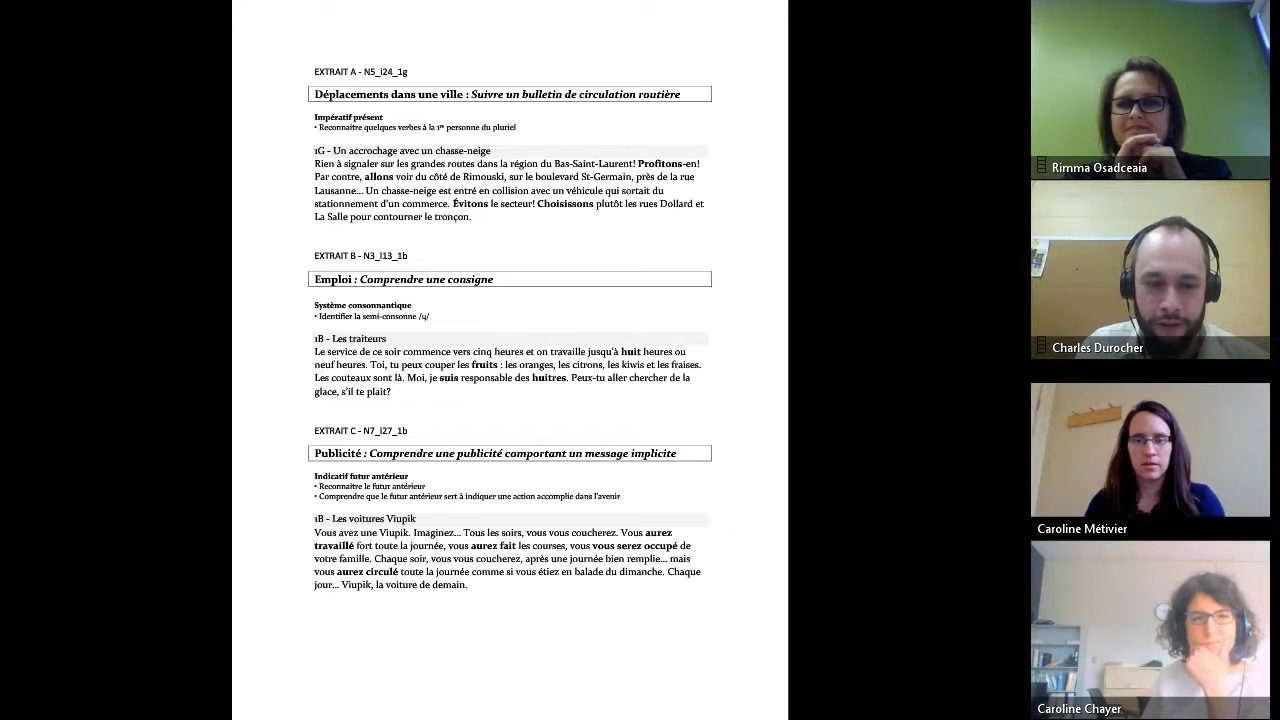 EXTRAIT A - N5_i24_1g
Déplacements dans une ville : Suivre un bulletin de circulation routière
Impératif présent
• Reconnaitre quelques verbes à la 1re personne du pluriel
1G - Un accrochage avec un chasse-neige
Rien à signaler sur les grandes routes dans la région du Bas-Saint-Laurent! Profitons-en!
Par contre, allons voir du côté de Rimouski, sur le boulevard St-Germain, près de la rue
Lausanne... Un chasse-neige est entré en collision avec un véhicule qui sortait du
stationnement d'un commerce. Évitons le secteur! Choisissons plutôt les rues Dollard et
La Salle pour contourner le tronçon.
EXTRAIT B - N3_i13_1b
Emploi : Comprendre une consigne
Système consonnantique
• Identifier la semi-consonne /ɥ/
1B - Les traiteurs
Le service de ce soir commence vers cinq heures et on travaille jusqu'à huit heures ou
neuf heures. Toi, tu peux couper les fruits : les oranges, les citrons, les kiwis et les fraises.
Les couteaux sont là. Moi, je suis responsable des huitres. Peux-tu aller chercher de la
glace, s'il te plait?
EXTRAIT C - N7_i27_1b
Publicité : Comprendre une publicité comportant un message implicite
Indicatif futur antérieur
• Reconnaitre le futur antérieur
• Comprendre que le futur antérieur sert à indiquer une action accomplie dans l'avenir
1B - Les voitures Viupik
Vous avez une Viupik. Imaginez... Tous les soirs, vous vous coucherez. Vous aurez
travaillé fort toute la journée, vous aurez fait les courses, vous vous serez occupé de
votre famille. Chaque soir, vous vous coucherez, après une journée bien remplie... mais
vous aurez circulé toute la journée comme si vous étiez en balade du dimanche. Chaque
jour... Viupik, la voiture de demain.
Rimma Osadceaia
Charles Durocher
Caroline Métivier
Caroline Chayer